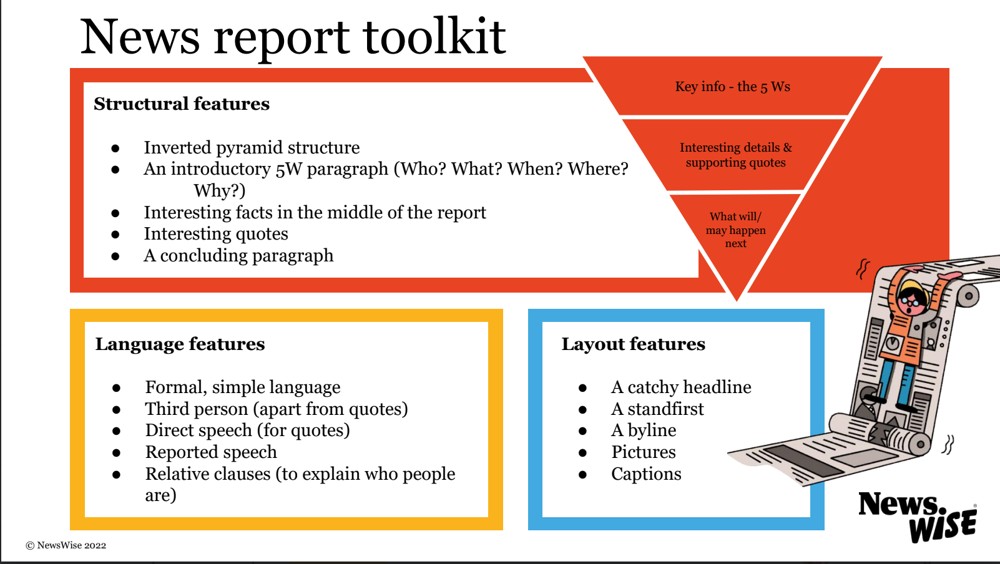 News report toolkit
Structural features
● Inverted pyramid structure
● An introductory 5W paragraph (Who? What? When? Where?
Why?)
● Interesting facts in the middle of the report
● Interesting quotes
● A concluding paragraph
Key info - the 5 Ws
Interesting details &
supporting quotes
What will/
may happen
next
Language features
● Formal, simple language
● Third person (apart from quotes)
● Direct speech (for quotes)
● Reported speech
● Relative clauses (to explain who people
are)
Layout features
● A catchy headline
● A standfirst
● A byline
● Pictures
● Captions
News.
WISE®
© NewsWise 2022